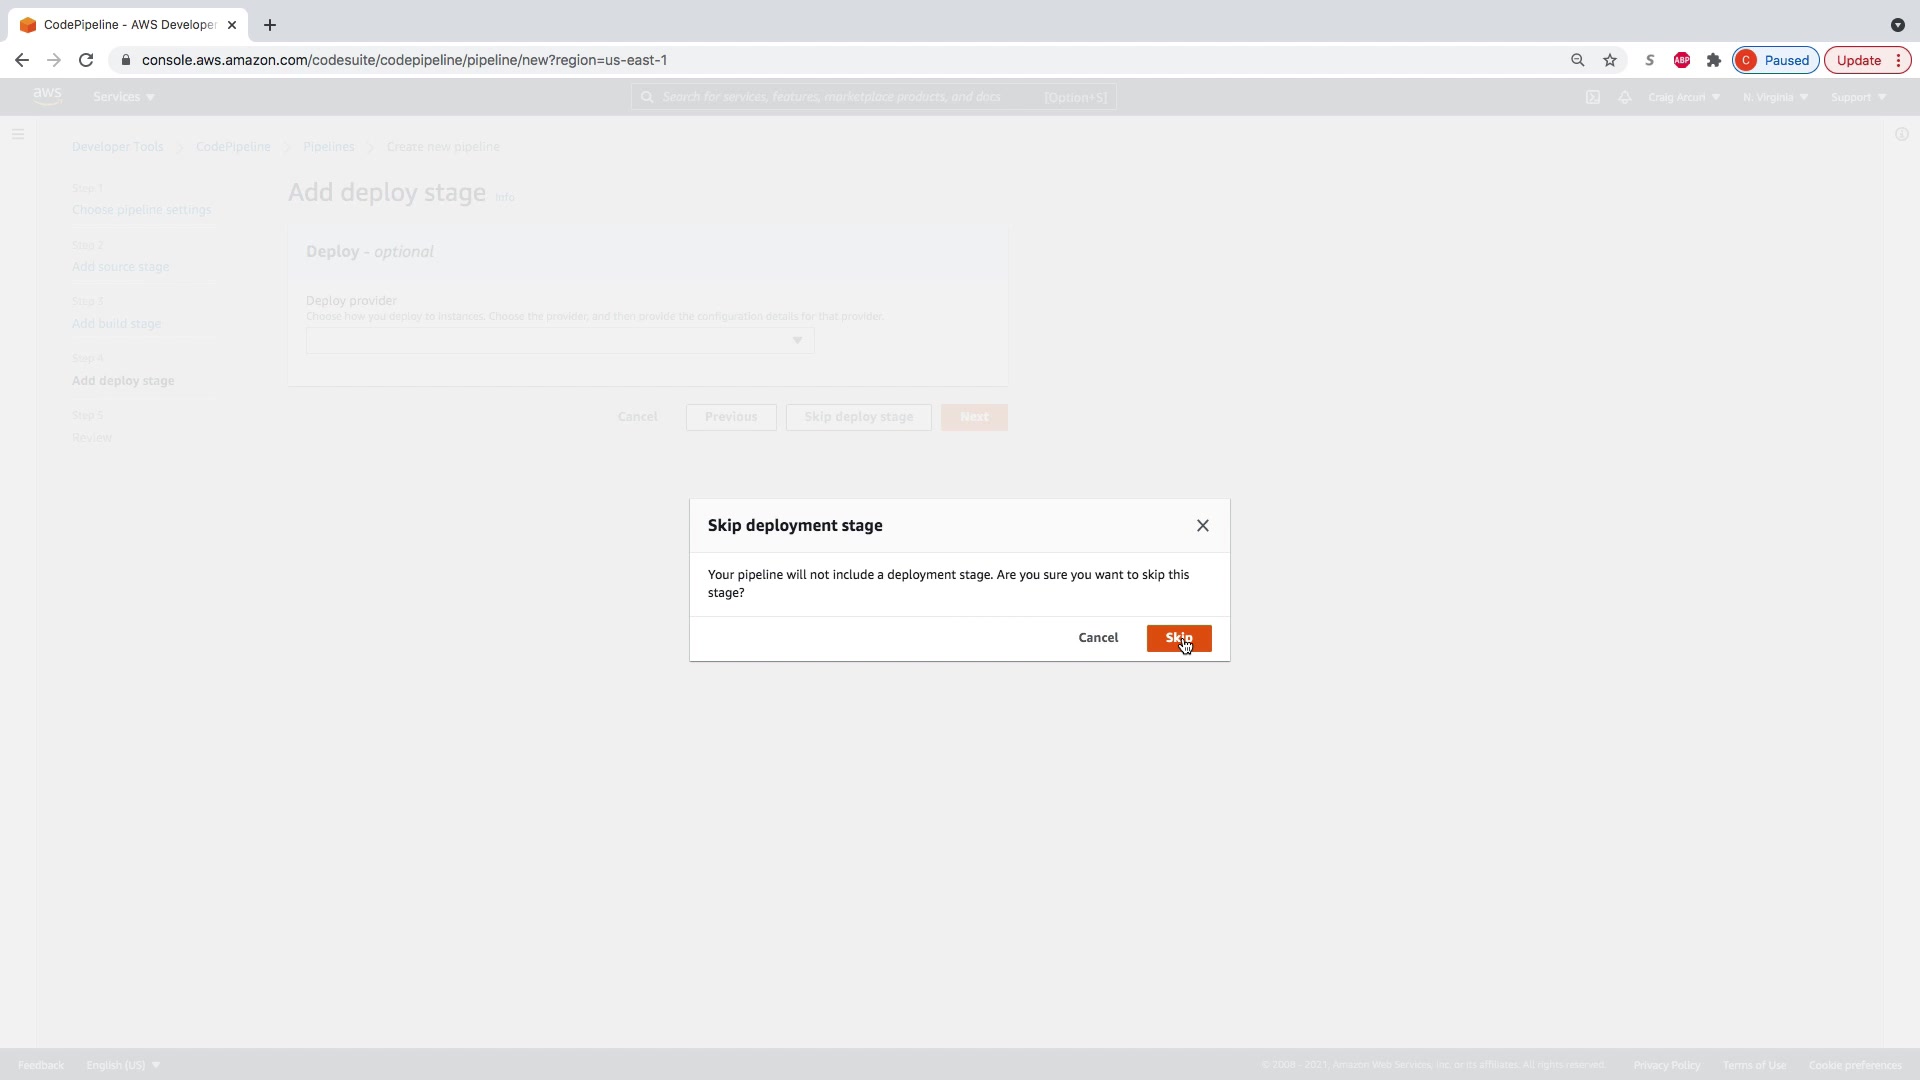 CodePipeline - AWS Developer
console.aws.amazon.com/codesuite/codepipeline/pipeline/new?region=us-east-1
S
ABP
C Paused
Update
aws
Services
Search for services, features, marketplace products, and docs [Option+S]
Craig Arcuri
N. Virginia
Support
Developer Tools
CodePipeline
Pipelines
Create new pipeline
Step 1
Choose pipeline settings
Step 2
Add source stage
Step 3
Add build stage
Step 4
Add deploy stage
Step 5
Review
Add deploy stage Info
Deploy - optional
Deploy provider
Choose how you deploy to instances. Choose the provider, and then provide the configuration details for that provider.
Cancel
Previous
Skip deploy stage
Next
Skip deployment stage
Your pipeline will not include a deployment stage. Are you sure you want to skip this
stage?
Cancel
Skip
Feedback
English (US)
© 2008 - 2021, Amazon Web Services, Inc. or its affiliates. All rights reserved.
Privacy Policy
Terms of Use
Cookie preferences